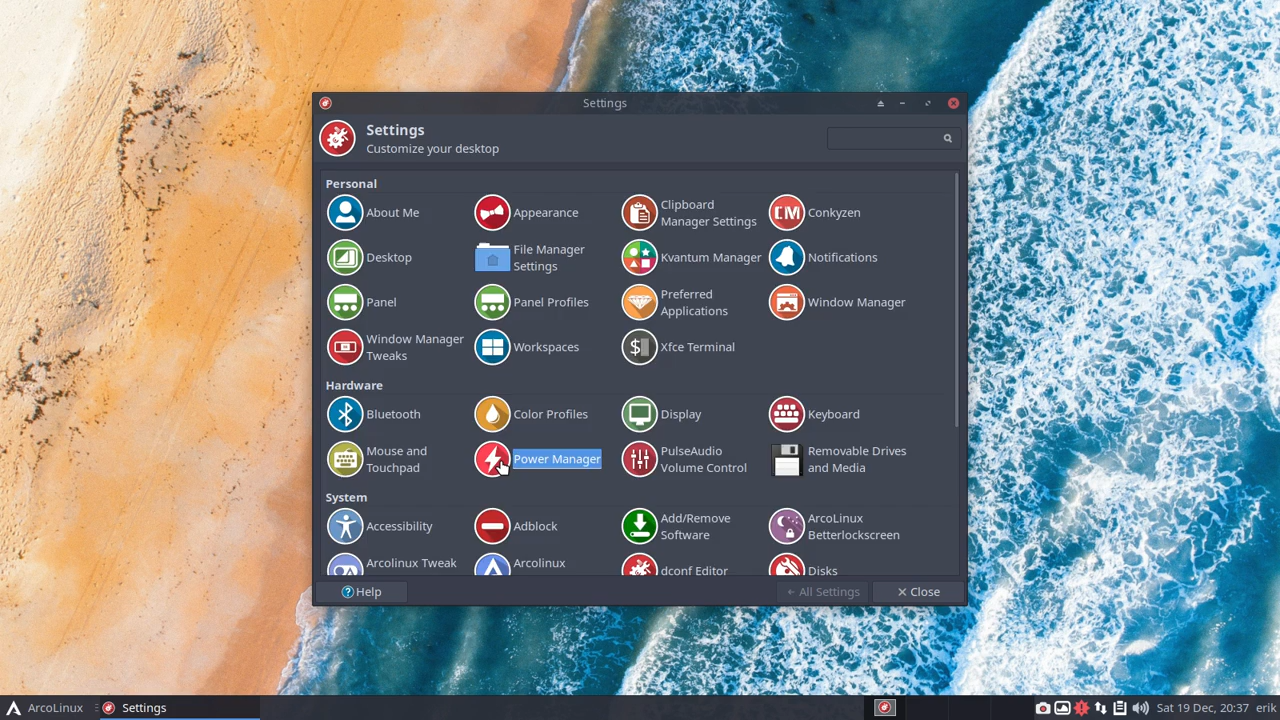 Settings
Settings
Customize your desktop
Personal
About Me
Appearance
Clipboard
Manager Settings
Conkyzen
Desktop
File Manager
Settings
Kvantum Manager
Notifications
Panel
Panel Profiles
Preferred
Applications
Window Manager
Window Manager
Tweaks
Workspaces
$ Xfce Terminal
Hardware
Bluetooth
Color Profiles
Display
Keyboard
Mouse and
Touchpad
Power Manager
PulseAudio
Volume Control
Removable Drives
and Media
System
Accessibility
Adblock
Add/Remove
Software
ArcoLinux
Betterlockscreen
Arcolinux Tweak
Arcolinux
dconf Editor
Disks
? Help
All Settings
Close
ArcoLinux
Settings
Sat 19 Dec, 20:37
erik